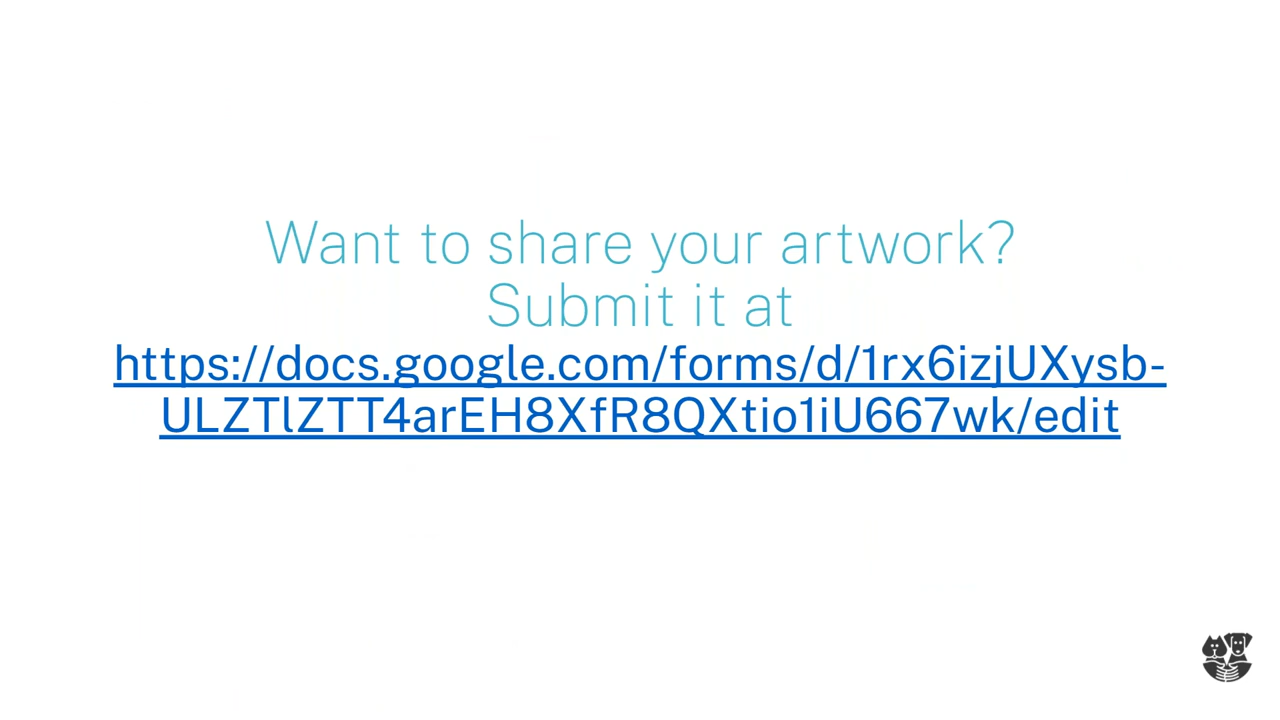 Want to share your artwork?
Submit it at
https://docs.google.com/forms/d/1rx6izjUXysb-
ULZTlZTT4arEH8XfR8QXtio1iU667wk/edit